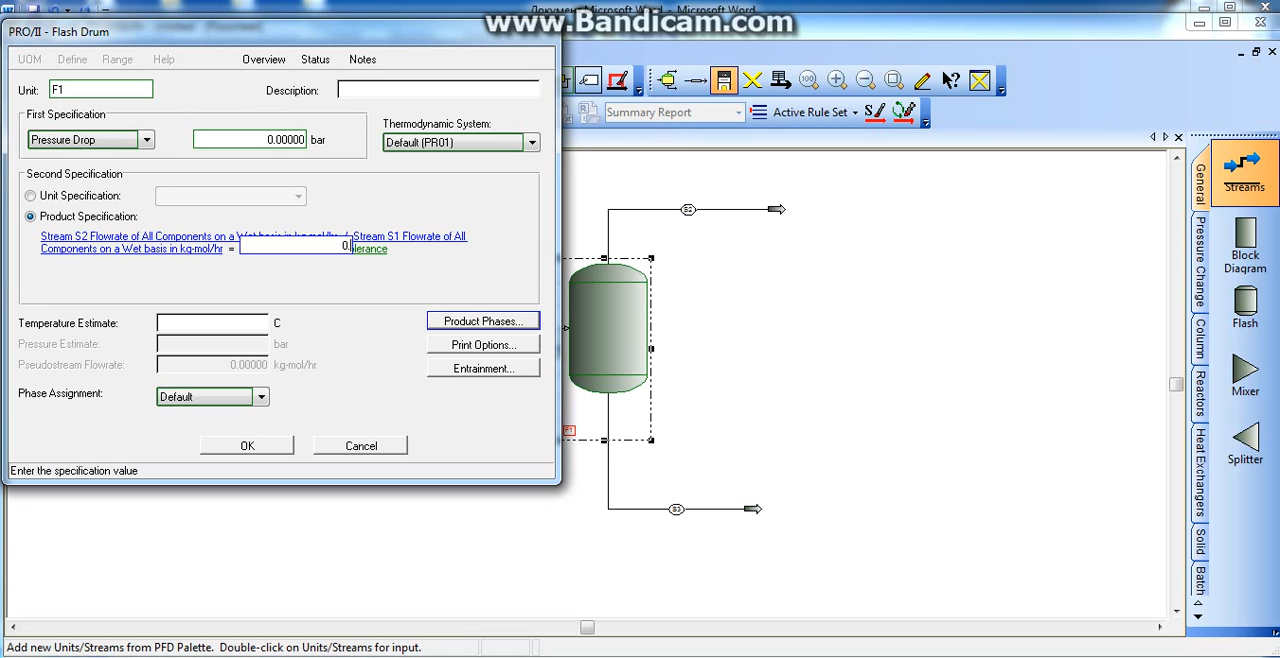 Документ Microsoft Word - Microsoft Word
www.Bandicam.com
PRO/II - Flash Drum
UOM Define Range Help Overview Status Notes
Unit: F1 Description:
First Specification
Pressure Drop 0.00000 bar
Thermodynamic System:
Default (PR01)
Second Specification
Unit Specification:
Product Specification:
Stream S2 Flowrate of All Components on a Wet basis in kg-mol/hr / Stream S1 Flowrate of All
Components on a Wet basis in kg-mol/hr = 0. lerance
Temperature Estimate: C
Pressure Estimate: bar
Pseudostream Flowrate: 0.00000 kg-mol/hr
Product Phases...
Print Options...
Entrainment...
Phase Assignment: Default
OK Cancel
Enter the specification value
Summary Report
Active Rule Set
S2
F1
S3
General
Pressure Change
Column
Reactors
Heat Exchangers
Solid
Batch
Streams
Block
Diagram
Flash
Mixer
Splitter
Add new Units/Streams from PFD Palette. Double-click on Units/Streams for input.